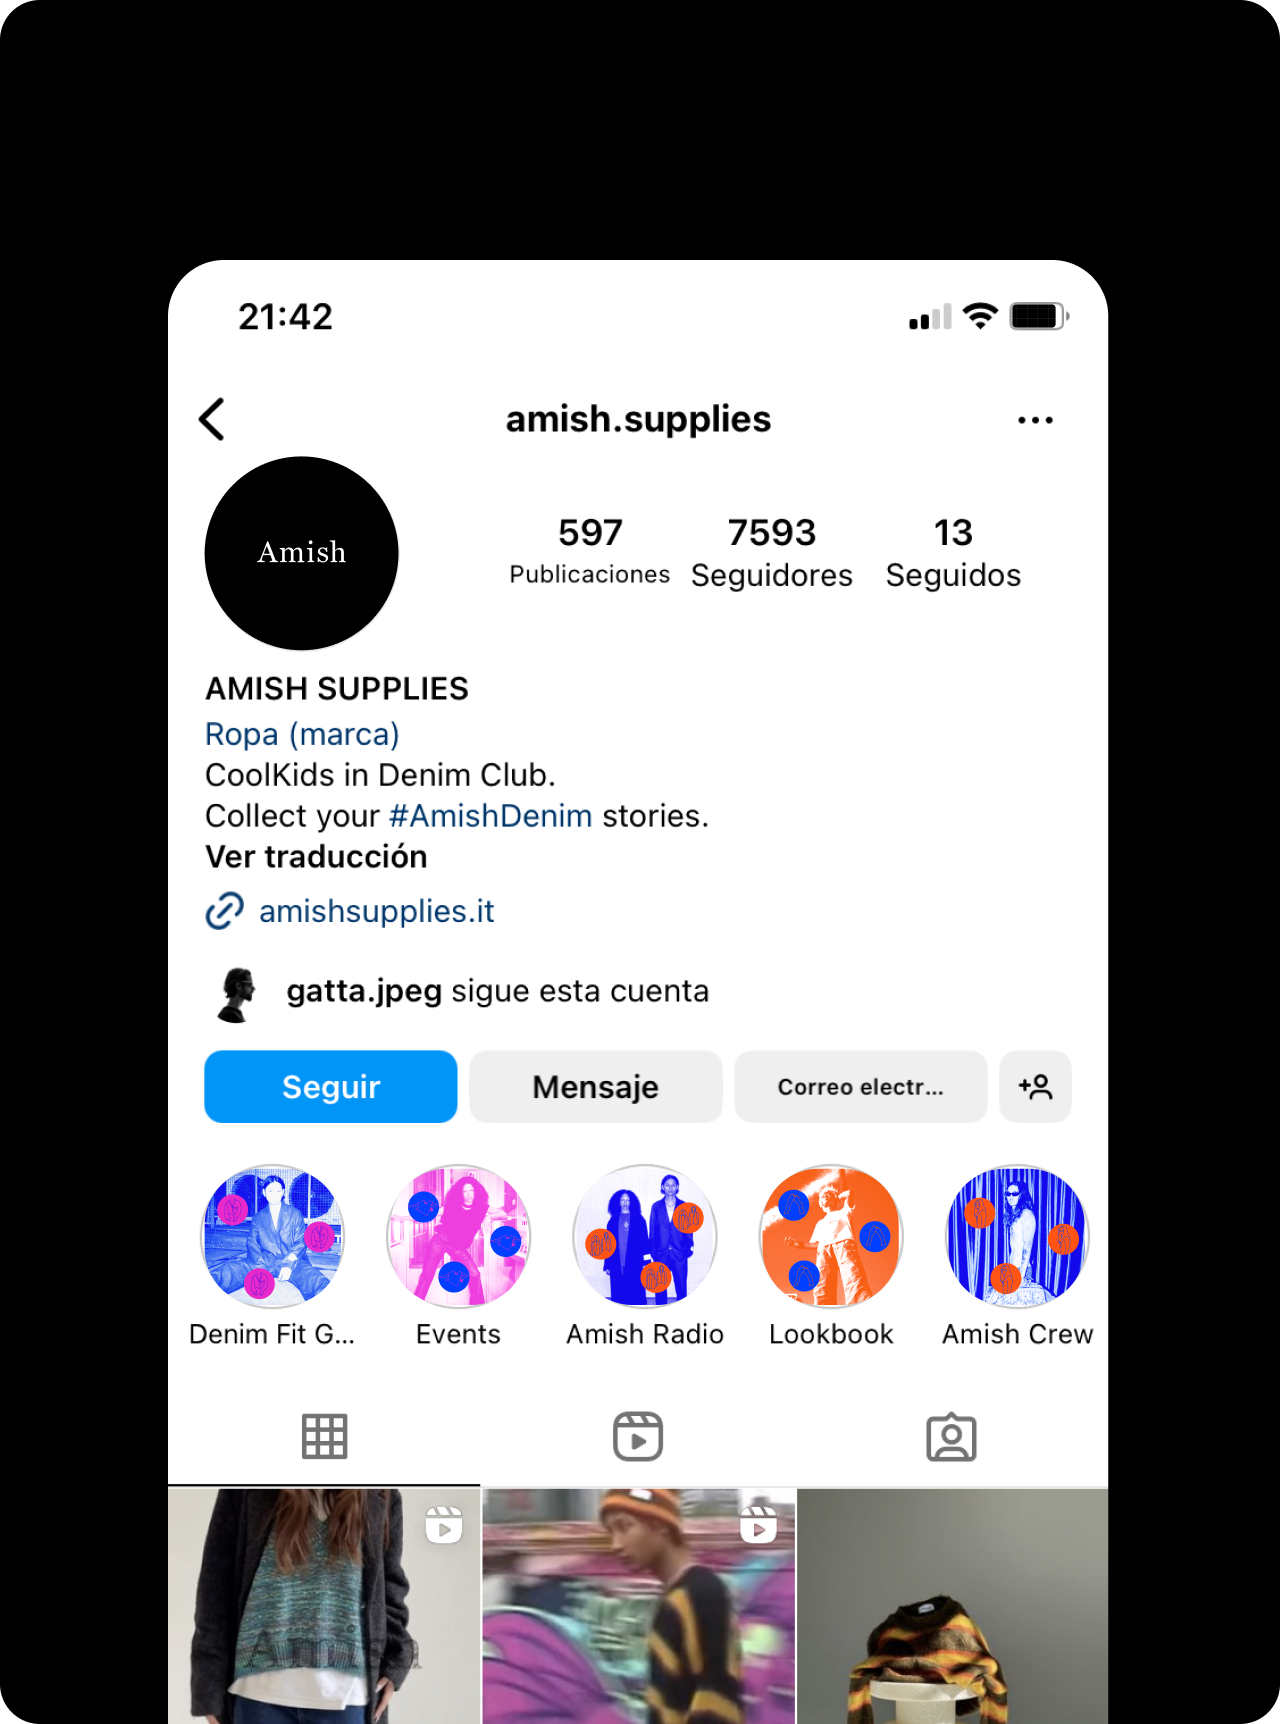 21:42
amish.supplies
Amish
597 7593 13
Publicaciones Seguidores Seguidos
AMISH SUPPLIES
Ropa (marca)
CoolKids in Denim Club.
Collect your #AmishDenim stories.
Ver traducción
amishsupplies.it
gatta.jpeg sigue esta cuenta
Seguir Mensaje Correo electr...
Denim Fit G... Events Amish Radio Lookbook Amish Crew